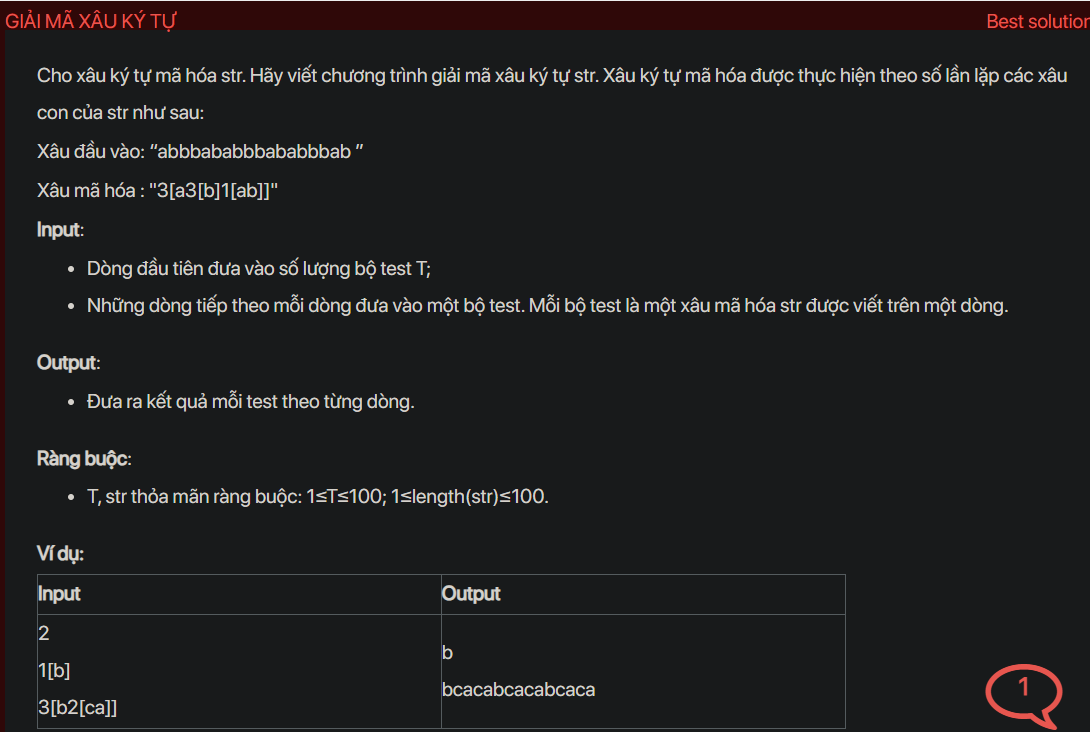 GIẢI MÃ XÂU KÝ TỰ
Best solution
Cho xâu ký tự mã hóa str. Hãy viết chương trình giải mã xâu ký tự str. Xâu ký tự mã hóa được thực hiện theo số lần lặp các xâu
con của str như sau:
Xâu đầu vào: “abbbababbbababbbab ”
Xâu mã hóa : "3[a3[b]1[ab]]"
Input:
• Dòng đầu tiên đưa vào số lượng bộ test T;
• Những dòng tiếp theo mỗi dòng đưa vào một bộ test. Mỗi bộ test là một xâu mã hóa str được viết trên một dòng.
Output:
• Đưa ra kết quả mỗi test theo từng dòng.
Ràng buộc:
• T, str thỏa mãn ràng buộc: 1≤T≤100; 1≤length(str)≤100.
Ví dụ:
Input
Output
2
1[b]
3[b2[ca]]
b
bcacabcacabcaca
1